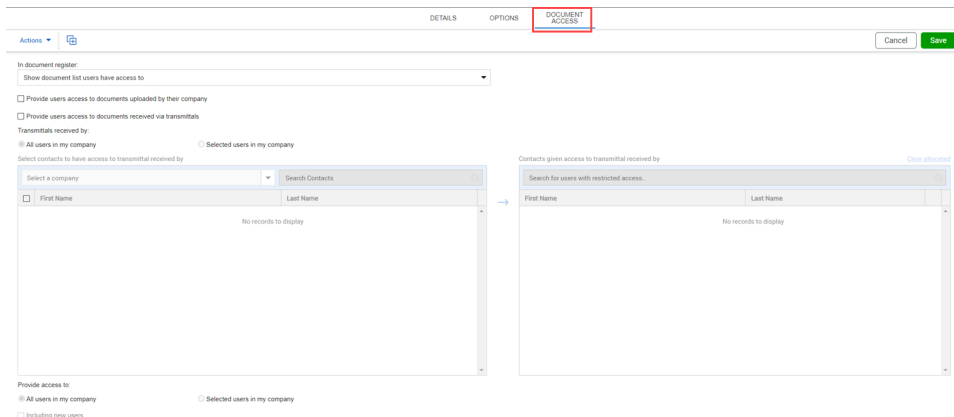 DETAILS OPTIONS DOCUMENT ACCESS
Actions Cancel Save
In document register:
Show document list users have access to
Provide users access to documents uploaded by their company
Provide users access to documents received via transmittals
Transmittals received by:
All users in my company Selected users in my company
Select contacts to have access to transmittal received by Contacts given access to transmittal received by Clear allocated
Select a company Search Contacts Search for users with restricted access..
First Name Last Name First Name Last Name
No records to display No records to display
Provide access to:
All users in my company Selected users in my company
Including new users